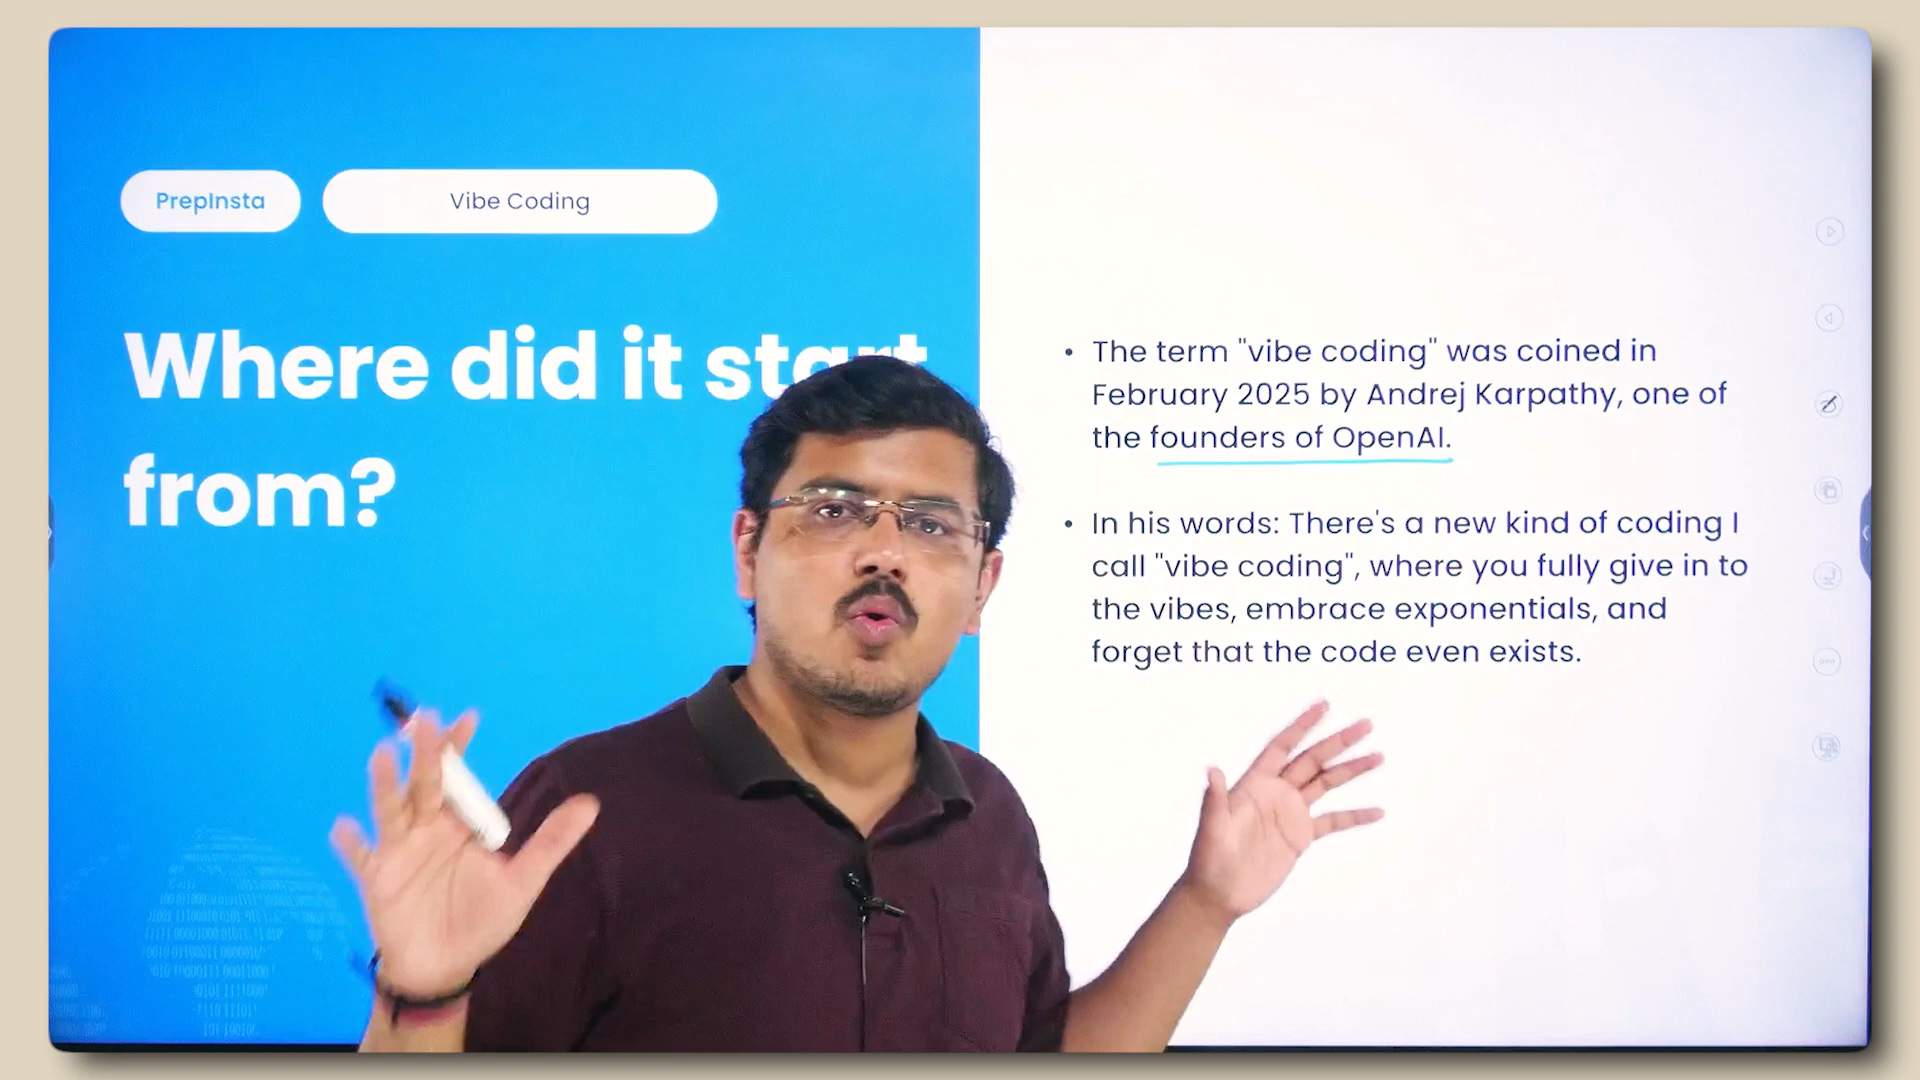 PrepInsta
Vibe Coding
Where did it start
from?
• The term "vibe coding" was coined in
February 2025 by Andrej Karpathy, one of
the founders of OpenAI.
• In his words: There's a new kind of coding I
call "vibe coding", where you fully give in to
the vibes, embrace exponentials, and
forget that the code even exists.